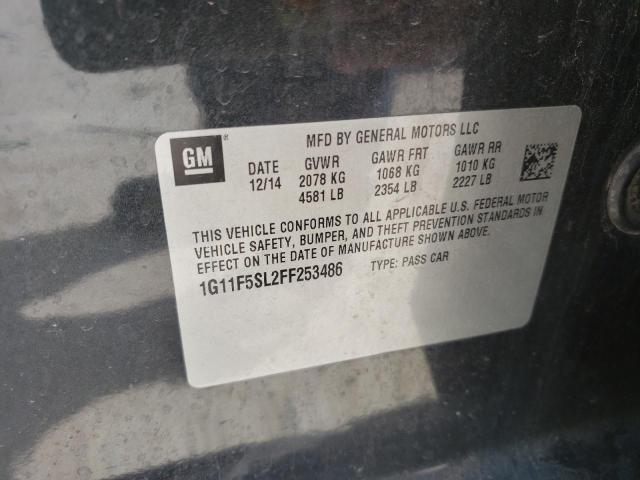 GM ®
MFD BY GENERAL MOTORS LLC
DATE GVWR GAWR FRT GAWR RR
12/14 2078 KG 1068 KG 1010 KG
4581 LB 2354 LB 2227 LB
THIS VEHICLE CONFORMS TO ALL APPLICABLE U.S. FEDERAL MOTOR
VEHICLE SAFETY, BUMPER, AND THEFT PREVENTION STANDARDS IN
EFFECT ON THE DATE OF MANUFACTURE SHOWN ABOVE.
1G11F5SL2FF253486 TYPE: PASS CAR